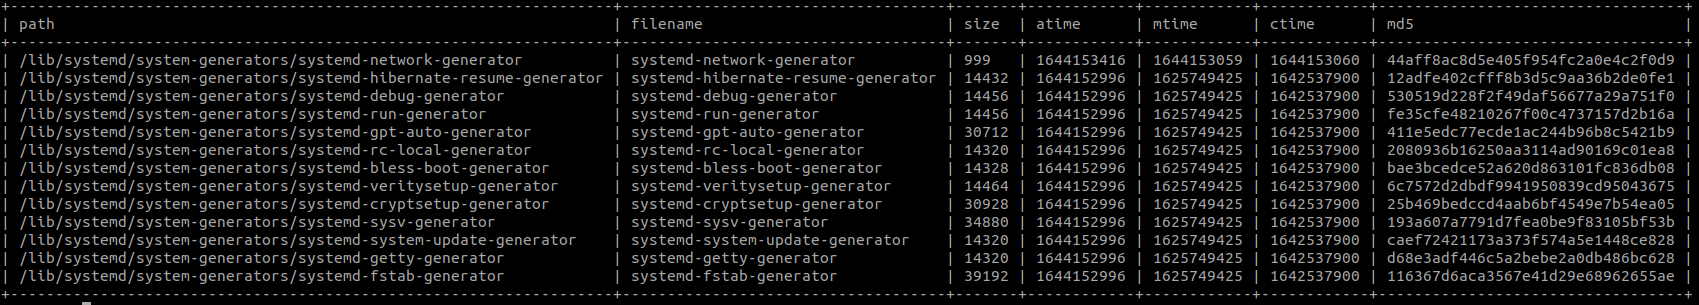 | path | filename | size | atime | mtime | ctime | md5 |
| /lib/systemd/system-generators/systemd-network-generator | systemd-network-generator | 999 | 1644153416 | 1644153059 | 1644153060 | 44aff8ac8d5e405f954fc2a0e4c2f0d9 |
| /lib/systemd/system-generators/systemd-hibernate-resume-generator | systemd-hibernate-resume-generator | 14432 | 1644152996 | 1625749425 | 1642537900 | 12adfe402cfff8b3d5c9aa36b2de0fe1 |
| /lib/systemd/system-generators/systemd-debug-generator | systemd-debug-generator | 14456 | 1644152996 | 1625749425 | 1642537900 | 530519d228f2f49daf56677a29a751f0 |
| /lib/systemd/system-generators/systemd-run-generator | systemd-run-generator | 14456 | 1644152996 | 1625749425 | 1642537900 | fe35cfe48210267f00c4737157d2b16a |
| /lib/systemd/system-generators/systemd-gpt-auto-generator | systemd-gpt-auto-generator | 30712 | 1644152996 | 1625749425 | 1642537900 | 411e5edc77ecde1ac244b96b8c5421b9 |
| /lib/systemd/system-generators/systemd-rc-local-generator | systemd-rc-local-generator | 14320 | 1644152996 | 1625749425 | 1642537900 | 2080936b16250aa3114ad90169c01ea8 |
| /lib/systemd/system-generators/systemd-bless-boot-generator | systemd-bless-boot-generator | 14328 | 1644152996 | 1625749425 | 1642537900 | bae3bcedce52a620d863101fc836db08 |
| /lib/systemd/system-generators/systemd-veritysetup-generator | systemd-veritysetup-generator | 14464 | 1644152996 | 1625749425 | 1642537900 | 6c7572d2dbdf9941950839cd95043675 |
| /lib/systemd/system-generators/systemd-cryptsetup-generator | systemd-cryptsetup-generator | 30928 | 1644152996 | 1625749425 | 1642537900 | 25b469bedccd4aab6bf4549e7b54ea05 |
| /lib/systemd/system-generators/systemd-sysv-generator | systemd-sysv-generator | 34880 | 1644152996 | 1625749425 | 1642537900 | 193a607a7791d7fea0be9f83105bf53b |
| /lib/systemd/system-generators/systemd-system-update-generator | systemd-system-update-generator | 14320 | 1644152996 | 1625749425 | 1642537900 | caef72421173a373f574a5e1448ce828 |
| /lib/systemd/system-generators/systemd-getty-generator | systemd-getty-generator | 14320 | 1644152996 | 1625749425 | 1642537900 | d68e3adf446c5a2bebe2a0db486bc628 |
| /lib/systemd/system-generators/systemd-fstab-generator | systemd-fstab-generator | 39192 | 1644152996 | 1625749425 | 1642537900 | 116367d6aca3567e41d29e68962655ae |